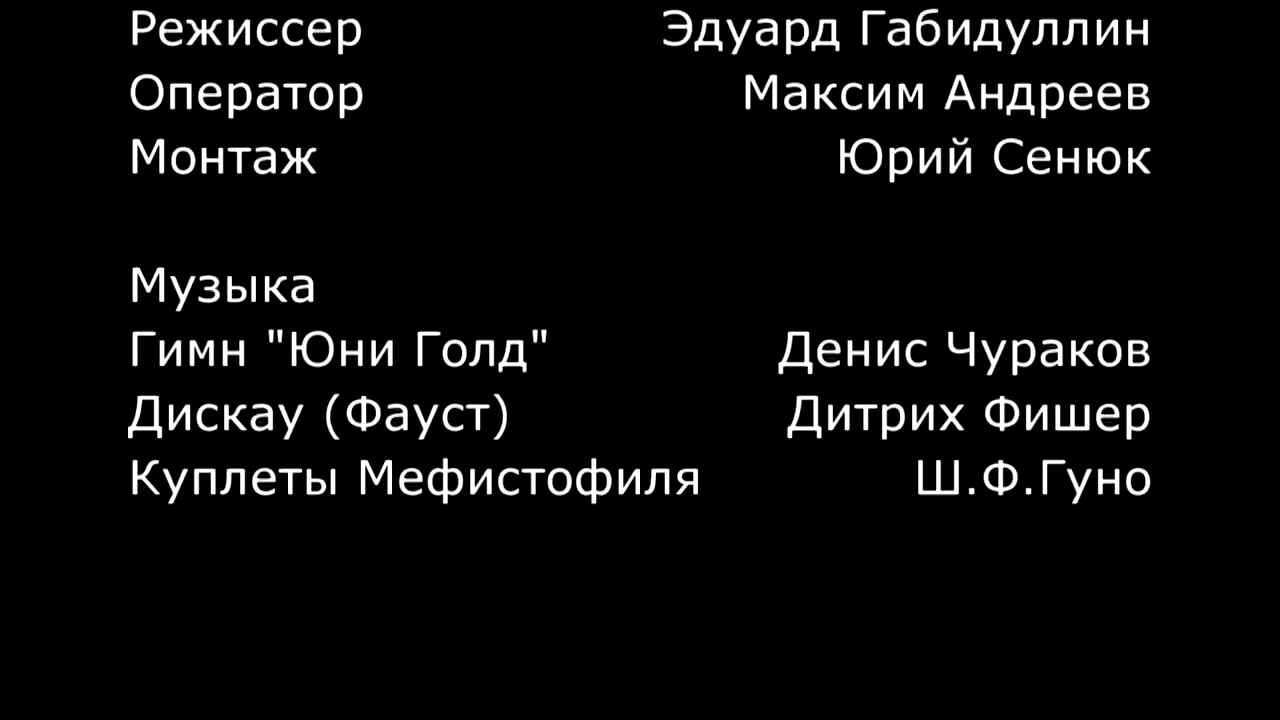 Режиссер Эдуард Габидуллин
Оператор Максим Андреев
Монтаж Юрий Сенюк
Музыка
Гимн "Юни Голд" Денис Чураков
Дискау (Фауст) Дитрих Фишер
Куплеты Мефистофиля Ш.Ф.Гуно